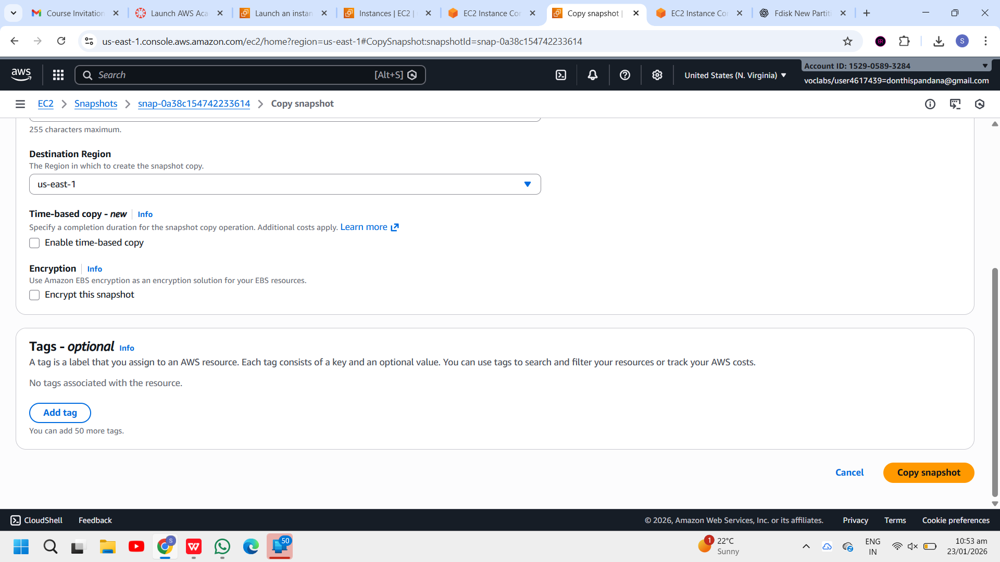 Course Invitation
Launch AWS Aca
Launch an instan
Instances | EC2 |
EC2 Instance Con
Copy snapshot |
EC2 Instance Con
Fdisk New Partiti
us-east-1.console.aws.amazon.com/ec2/home?region=us-east-1#CopySnapshot:snapshotId=snap-0a38c154742233614
S
aws
Search
[Alt+S]
United States (N. Virginia)
Account ID: 1529-0589-3284
voclabs/user4617439=donthispandana@gmail.com
EC2
Snapshots
snap-0a38c154742233614
Copy snapshot
255 characters maximum.
Destination Region
The Region in which to create the snapshot copy.
us-east-1
Time-based copy - new
Info
Specify a completion duration for the snapshot copy operation. Additional costs apply. Learn more
Enable time-based copy
Encryption
Info
Use Amazon EBS encryption as an encryption solution for your EBS resources.
Encrypt this snapshot
Tags - optional Info
A tag is a label that you assign to an AWS resource. Each tag consists of a key and an optional value. You can use tags to search and filter your resources or track your AWS costs.
No tags associated with the resource.
Add tag
You can add 50 more tags.
Cancel
Copy snapshot
CloudShell
Feedback
© 2026, Amazon Web Services, Inc. or its affiliates.
Privacy
Terms
Cookie preferences
S
50
1
22°C
Sunny
ENG
IN
10:53 am
23/01/2026